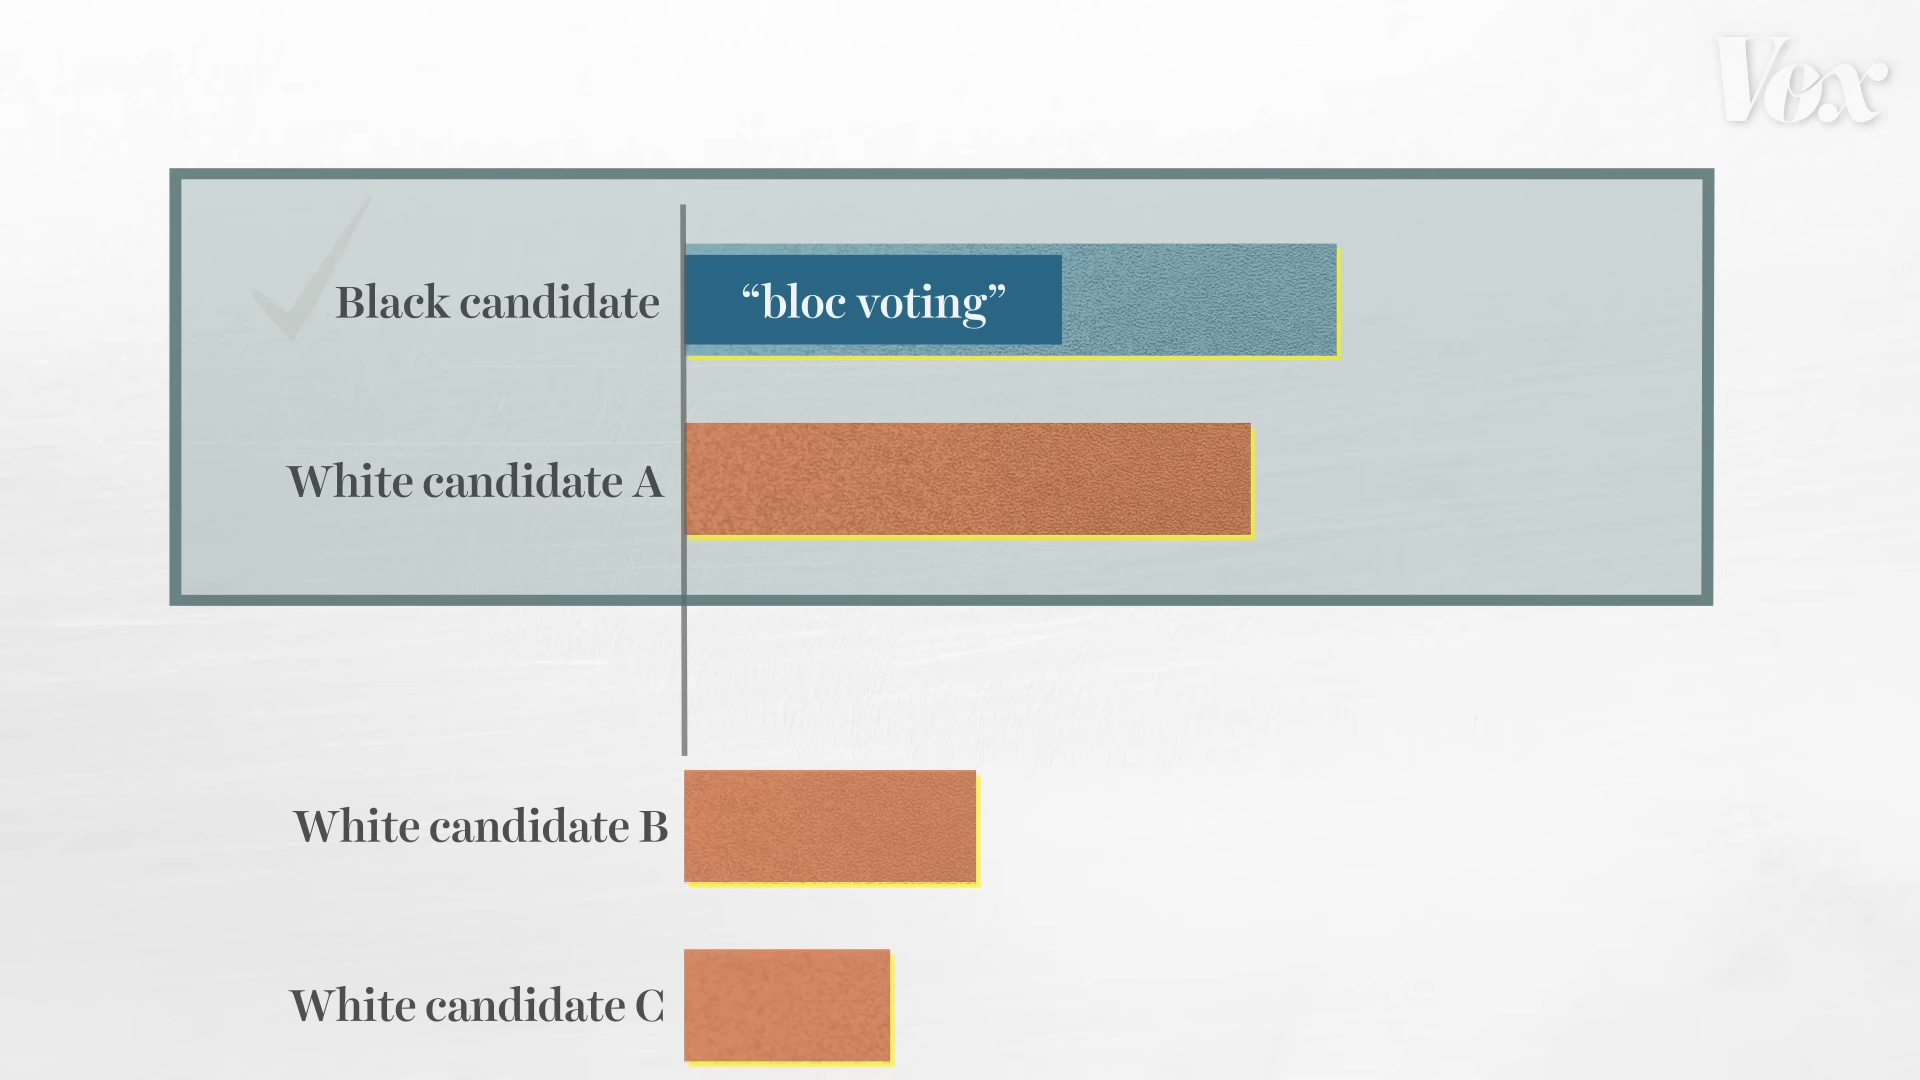 Vox
Black candidate
“bloc voting”
White candidate A
White candidate B
White candidate C